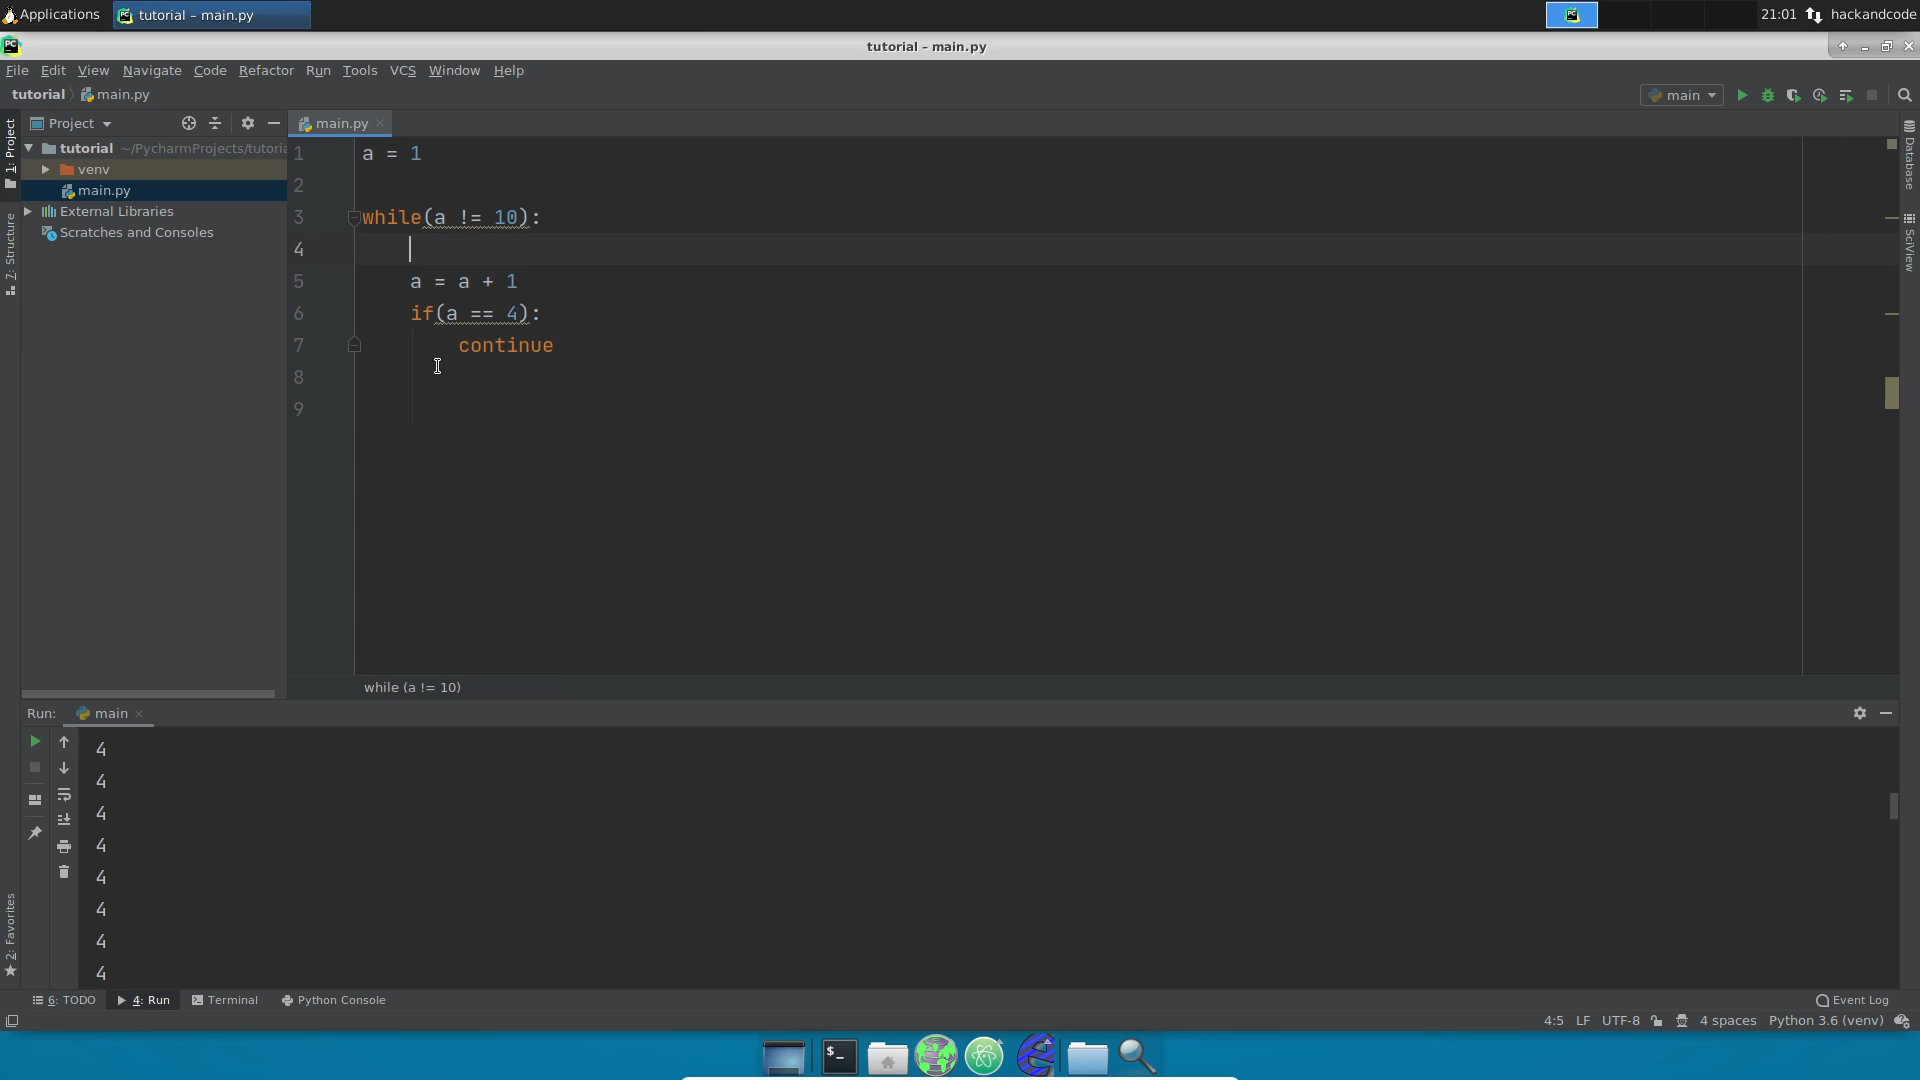 Applications
tutorial – main.py
21:01
hackandcode
tutorial – main.py
File Edit View Navigate Code Refactor Run Tools VCS Window Help
tutorial main.py
main
1: Project
7: Structure
2: Favorites
Project
tutorial ~/PycharmProjects/tutoria
venv
main.py
External Libraries
Scratches and Consoles
main.py
1 a = 1
2
3 while(a != 10):
4
5 a = a + 1
6 if(a == 4):
7 continue
8
9
while (a != 10)
Database
SciView
Run: main
4
4
4
4
4
4
4
4
6: TODO 4: Run Terminal Python Console Event Log
4:5 LF UTF-8 4 spaces Python 3.6 (venv)
$_